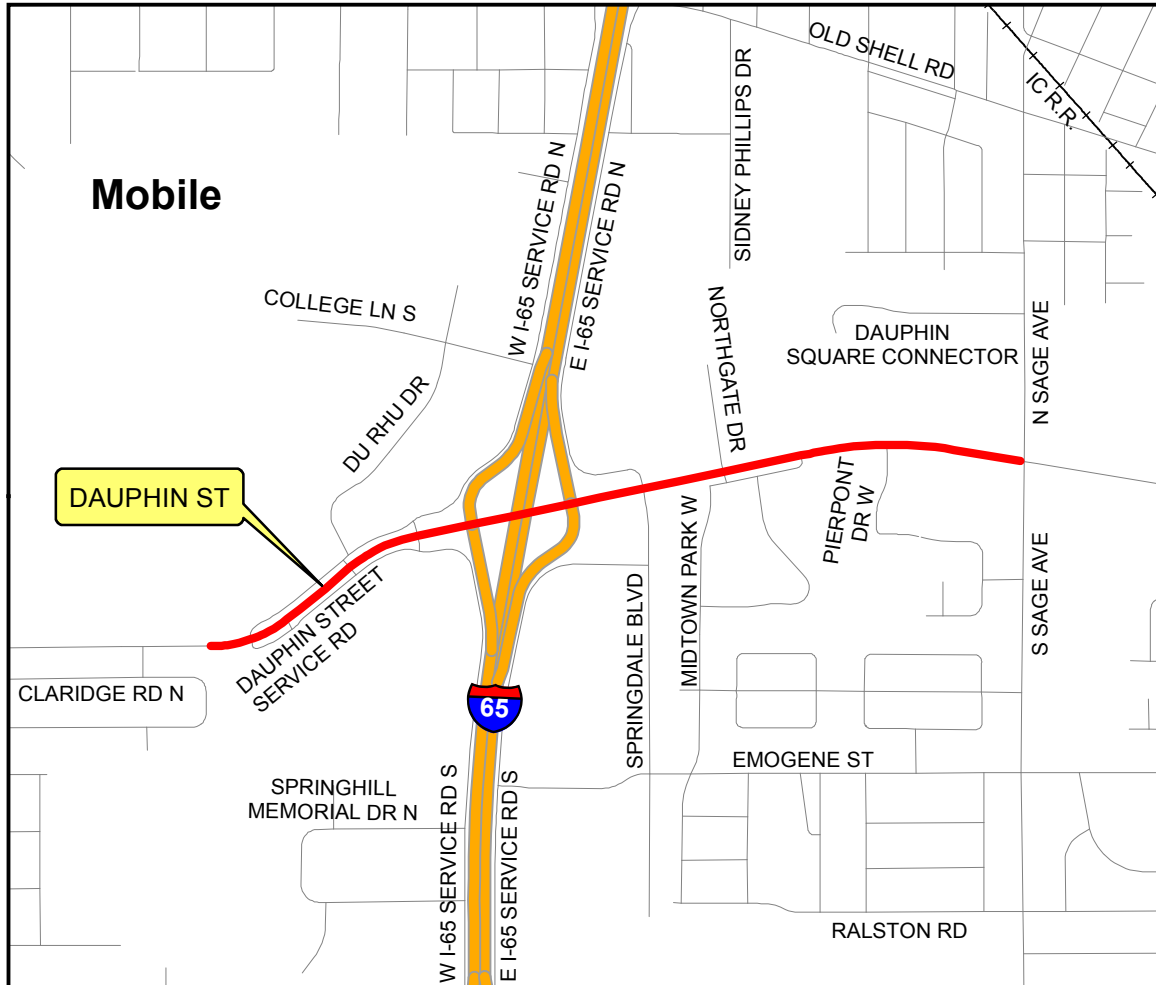 OLD SHELL RD
IC R.R.
SIDNEY PHILLIPS DR
W I-65 SERVICE RD N
E I-65 SERVICE RD N
Mobile
COLLEGE LN S
NORTHGATE DR
DAUPHIN
SQUARE CONNECTOR
N SAGE AVE
DU RHU DR
DAUPHIN ST
PIERPONT
DR W
MIDTOWN PARK W
SPRINGDALE BLVD
S SAGE AVE
DAUPHIN STREET
SERVICE RD
CLARIDGE RD N
65
EMOGENE ST
SPRINGHILL
MEMORIAL DR N
W I-65 SERVICE RD S
E I-65 SERVICE RD S
RALSTON RD